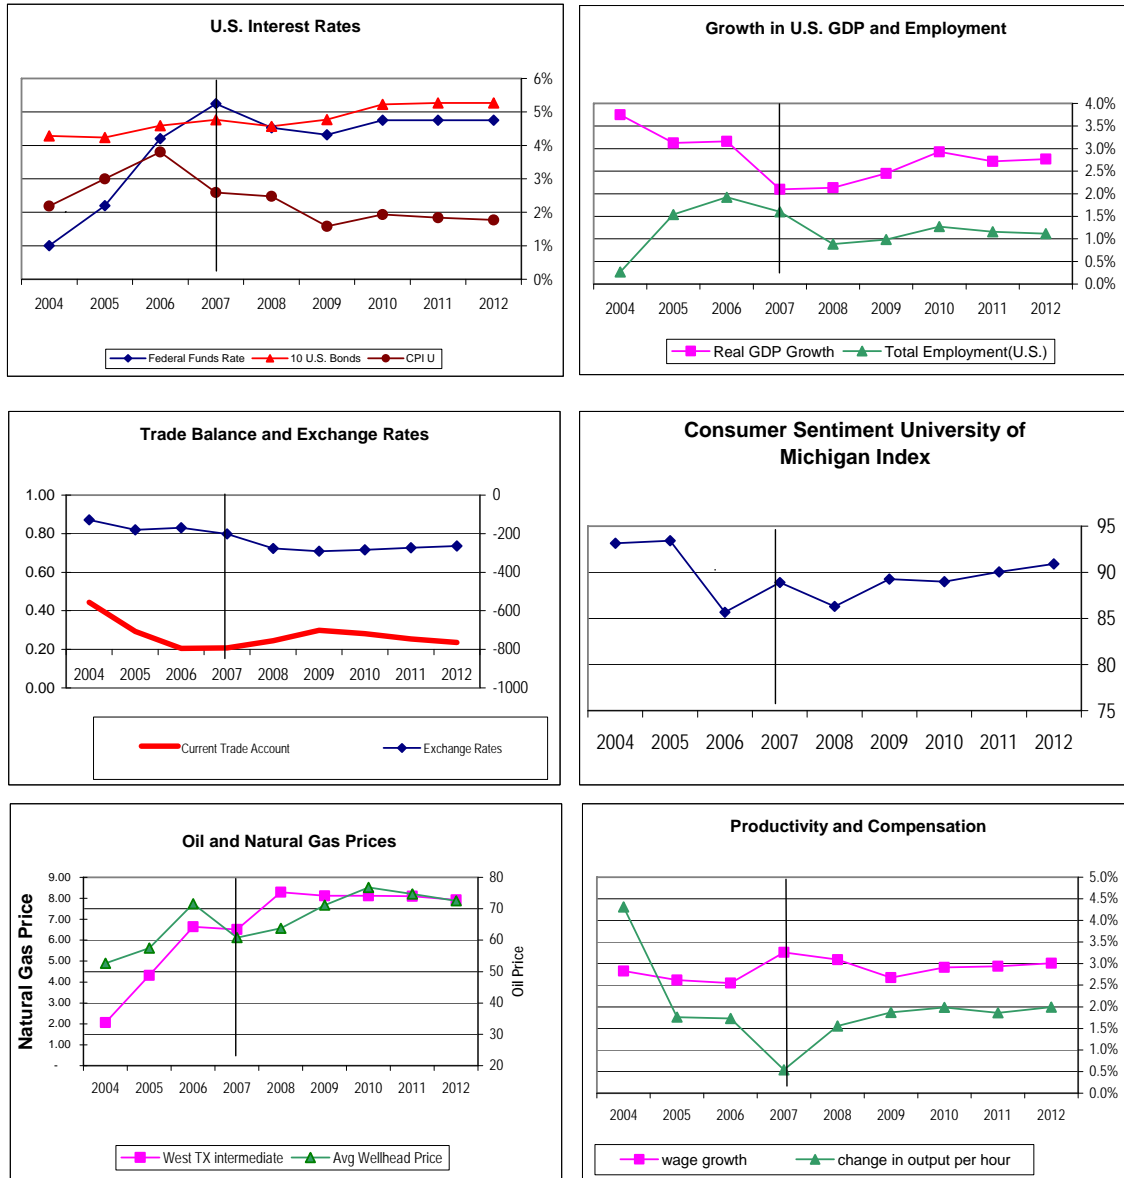 U.S. Interest Rates
6%
5%
4%
3%
2%
1%
0%
2004 2005 2006 2007 2008 2009 2010 2011 2012
Federal Funds Rate 10 U.S. Bonds CPI U
Growth in U.S. GDP and Employment
4.0%
3.5%
3.0%
2.5%
2.0%
1.5%
1.0%
0.5%
0.0%
2004 2005 2006 2007 2008 2009 2010 2011 2012
Real GDP Growth Total Employment(U.S.)
Trade Balance and Exchange Rates
1.00 0
0.80 -200
-400
0.60
0.40 -600
0.20 -800
2004 2005 2006 2007 2008 2009 2010 2011 2012
0.00 -1000
Current Trade Account Exchange Rates
Consumer Sentiment University of
Michigan Index
95
90
85
80
75
2004 2005 2006 2007 2008 2009 2010 2011 2012
Oil and Natural Gas Prices
Natural Gas Price
9.00
8.00
7.00
6.00
5.00
4.00
3.00
2.00
1.00
-
80
70
60
50
40
30
20
Oil Price
2004 2005 2006 2007 2008 2009 2010 2011 2012
West TX intermediate Avg Wellhead Price
Productivity and Compensation
5.0%
4.5%
4.0%
3.5%
3.0%
2.5%
2.0%
1.5%
1.0%
0.5%
0.0%
2004 2005 2006 2007 2008 2009 2010 2011 2012
wage growth change in output per hour